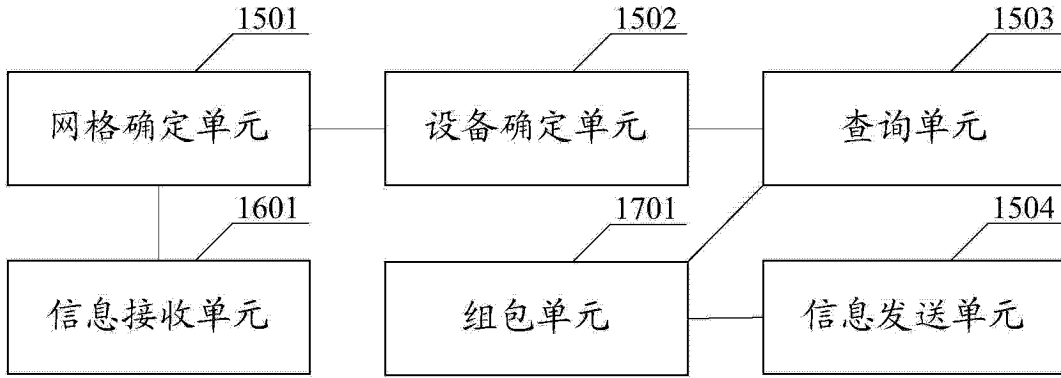 1501
1502
1503
网格确定单元
设备确定单元
查询单元
1601
1701
1504
信息接收单元
组包单元
信息发送单元